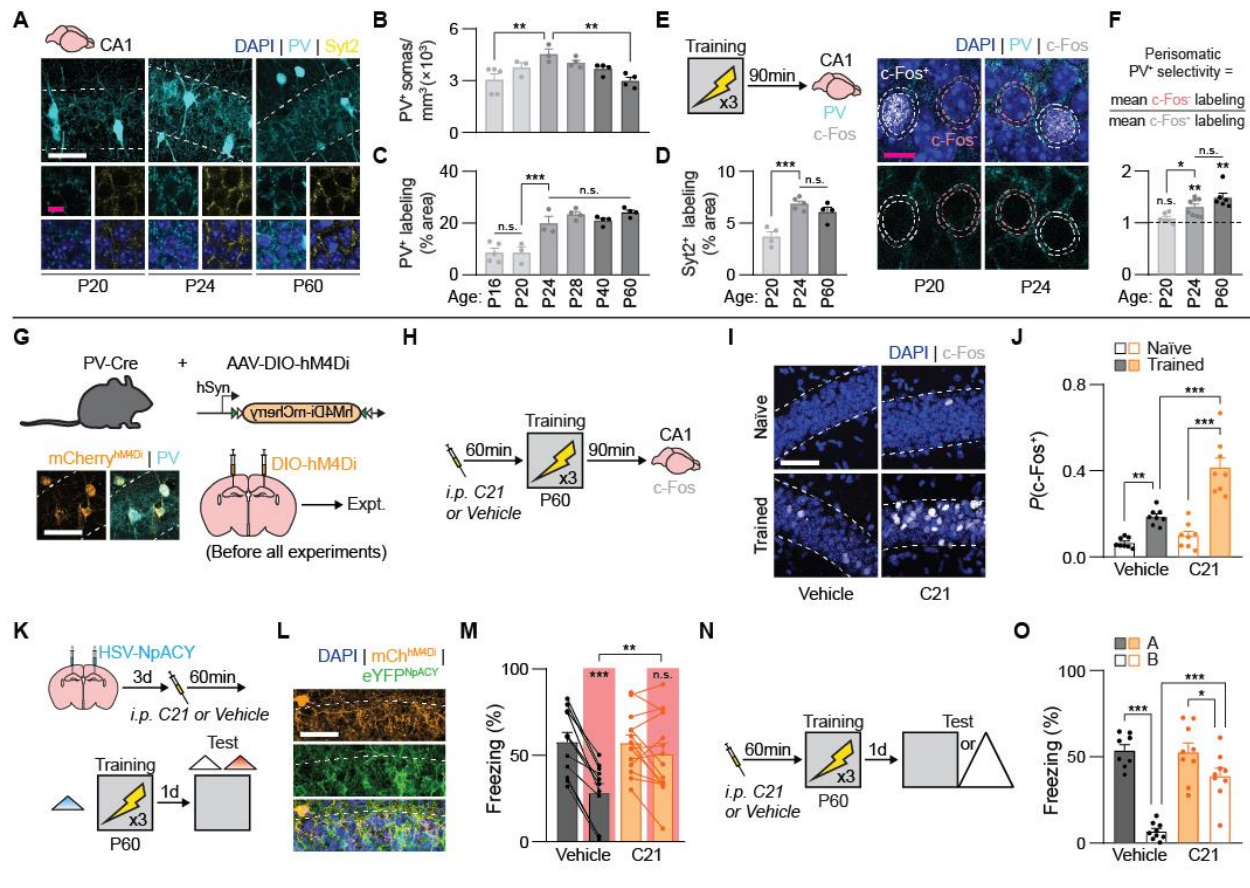 A
CA1
DAPI | PV | Syt2
P20
P24
P60
B
PV⁺ somas/
mm³ (×10³)
6
3
0
**
**
C
PV⁺ labeling
(% area)
40
20
0
n.s.
***
n.s.
Age:
P16
P20
P24
P28
P40
P60
D
Syt2⁺ labeling
(% area)
10
5
0
***
n.s.
Age:
P20
P24
P60
E
Training
x3
90min
CA1
PV
c-Fos
DAPI | PV | c-Fos
c-Fos⁺
c-Fos⁻
P20
P24
F
Perisomatic
PV⁺ selectivity =
mean c-Fos⁻ labeling
mean c-Fos⁺ labeling
2
1
0
n.s.
*
**
n.s.
**
Age:
P20
P24
P60
G
PV-Cre + AAV-DIO-hM4Di
hSyn
hM4Di-mCherry
mCherryʰᴹ⁴ᴰⁱ | PV
DIO-hM4Di
Expt.
(Before all experiments)
H
60min
Training
x3
P60
90min
CA1
c-Fos
i.p. C21
or Vehicle
I
DAPI | c-Fos
Naïve
Trained
Vehicle
C21
J
Naïve
Trained
P(c-Fos⁺)
0.8
0.4
0.0
**
***
***
Vehicle
C21
K
HSV-NpACY
3d
60min
i.p. C21 or Vehicle
Training
x3
P60
1d
Test
L
DAPI | mChʰᴹ⁴ᴰⁱ |
eYFPᴺᵖᴬᶜʸ
M
Freezing (%)
100
50
0
**
***
n.s.
Vehicle
C21
N
60min
i.p. C21
or Vehicle
Training
x3
P60
1d
Test
or
O
A
B
Freezing (%)
100
50
0
***
***
*
Vehicle
C21